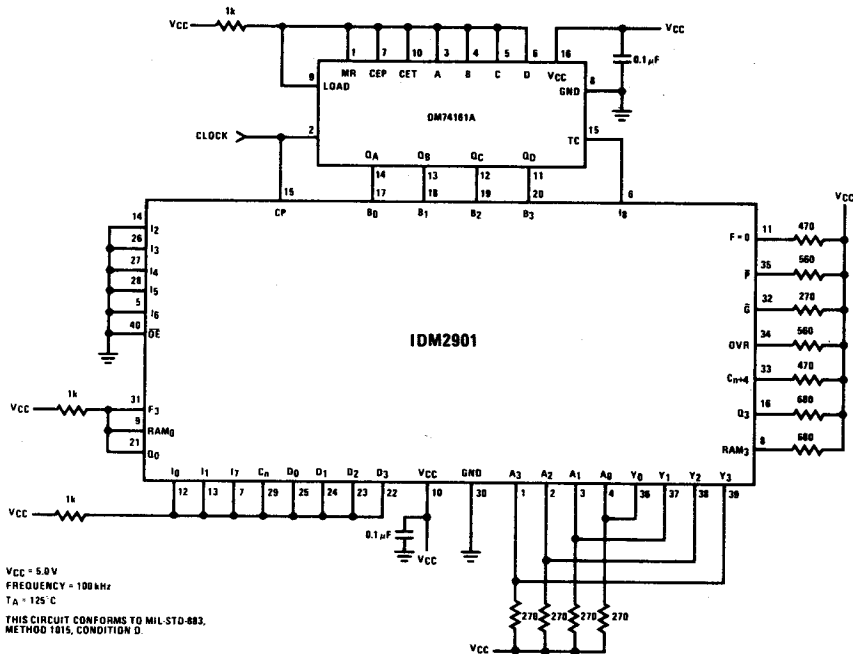 1k
VCC
VCC
1 7 10 3 4 5 6 16
0.1 μF
MR CEP CET A B C D VCC
9
LOAD
8
GND
DM74161A
CLOCK
2
15
TC
QA QB QC QD
14 13 12 11
15 17 18 19 20 6
CP B0 B1 B2 B3 I8
VCC
14
I2
26
I3
27
I4
28
I5
5
I6
40
OE
F = 0 11 470
P̅ 35 560
G̅ 32 270
OVR 34 560
Cn+4 33 470
Q3 16 680
RAM3 8 680
IDM2901
1k
VCC
31
F3
9
RAM0
21
Q0
I0 I1 I7 Cn D0 D1 D2 D3 VCC GND A3 A2 A1 A0 Y0 Y1 Y2 Y3
12 13 7 29 25 24 23 22 10 30 1 2 3 4 36 37 38 39
1k
VCC
0.1 μF
VCC
270 270 270 270
VCC
VCC = 5.0 V
FREQUENCY = 100 kHz
TA = 125°C
THIS CIRCUIT CONFORMS TO MIL-STD-883,
METHOD 1015, CONDITION D.